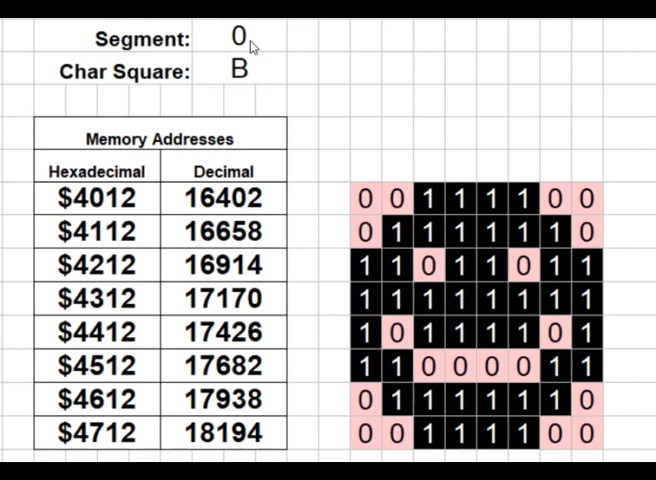 Segment: 0
Char Square: B
Memory Addresses
Hexadecimal Decimal
$4012 16402 0 0 1 1 1 1 0 0
$4112 16658 0 1 1 1 1 1 1 0
$4212 16914 1 1 0 1 1 0 1 1
$4312 17170 1 1 1 1 1 1 1 1
$4412 17426 1 0 1 1 1 1 0 1
$4512 17682 1 1 0 0 0 0 1 1
$4612 17938 0 1 1 1 1 1 1 0
$4712 18194 0 0 1 1 1 1 0 0